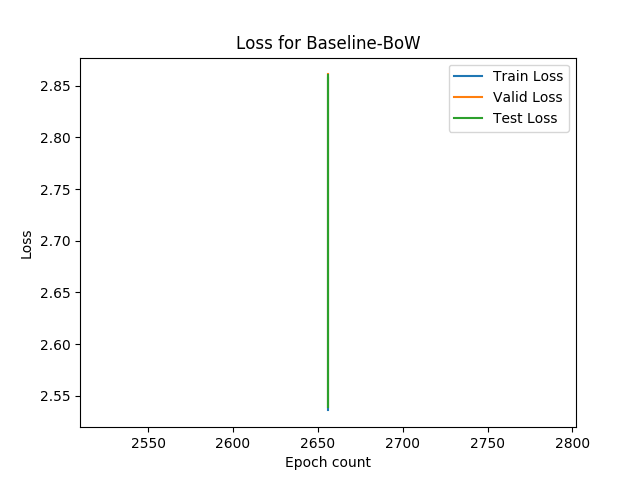 Loss for Baseline-BoW
Train Loss
Valid Loss
Test Loss
2.85
2.80
2.75
2.70
2.65
2.60
2.55
Loss
2550
2600
2650
2700
2750
2800
Epoch count